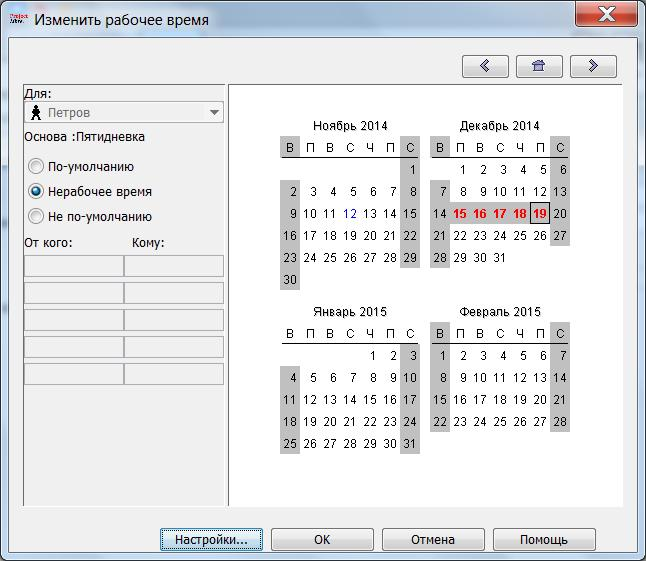 Project
Libre
Изменить рабочее время
Для:
Петров
Основа :Пятидневка
По-умолчанию
Нерабочее время
Не по-умолчанию
От кого: Кому:
Ноябрь 2014
В П В С Ч П С
1
2 3 4 5 6 7 8
9 10 11 12 13 14 15
16 17 18 19 20 21 22
23 24 25 26 27 28 29
30
Декабрь 2014
В П В С Ч П С
1 2 3 4 5 6
7 8 9 10 11 12 13
14 15 16 17 18 19 20
21 22 23 24 25 26 27
28 29 30 31
Январь 2015
В П В С Ч П С
1 2 3
4 5 6 7 8 9 10
11 12 13 14 15 16 17
18 19 20 21 22 23 24
25 26 27 28 29 30 31
Февраль 2015
В П В С Ч П С
1 2 3 4 5 6 7
8 9 10 11 12 13 14
15 16 17 18 19 20 21
22 23 24 25 26 27 28
Настройки... OK Отмена Помощь